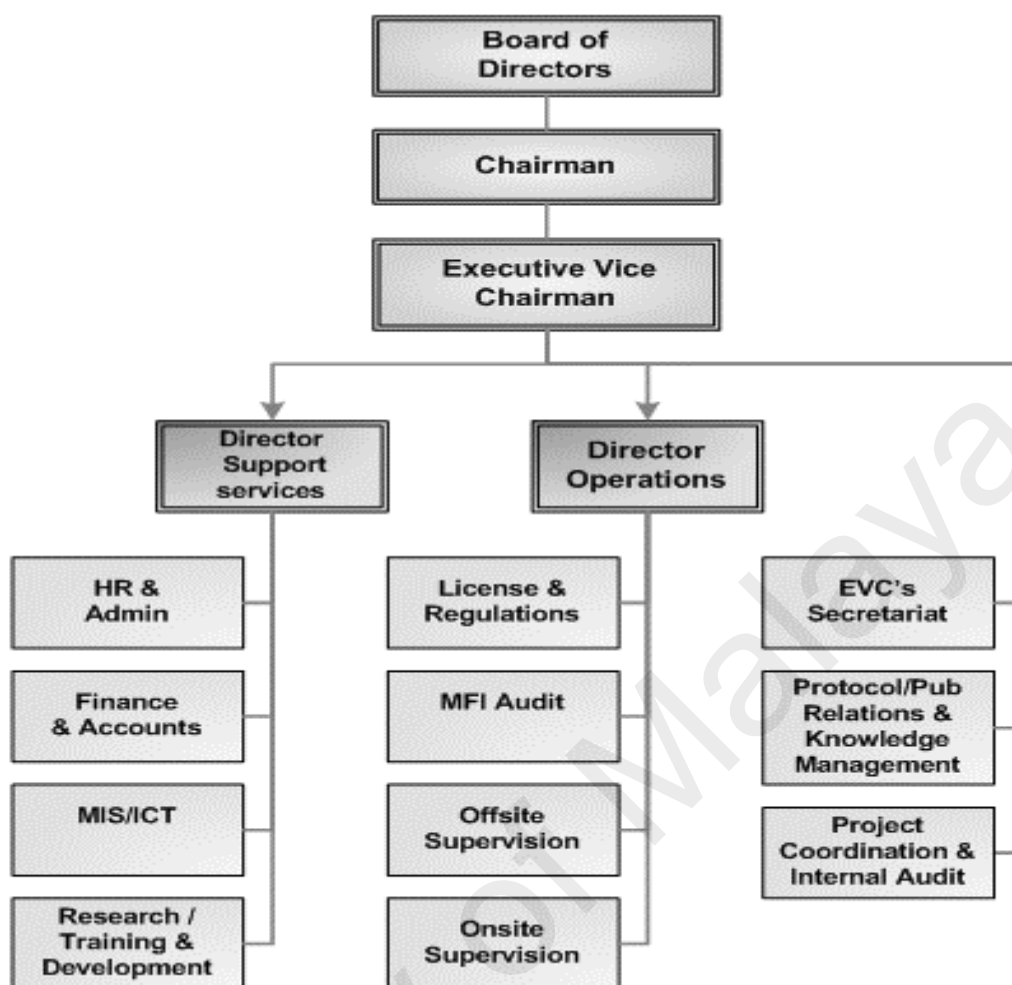 Board of
Directors
Chairman
Executive Vice
Chairman
Director
Support
services
Director
Operations
HR &
Admin
Finance
& Accounts
MIS/ICT
Research /
Training &
Development
License &
Regulations
MFI Audit
Offsite
Supervision
Onsite
Supervision
EVC's
Secretariat
Protocol/Pub
Relations &
Knowledge
Management
Project
Coordination &
Internal Audit
of Malaya